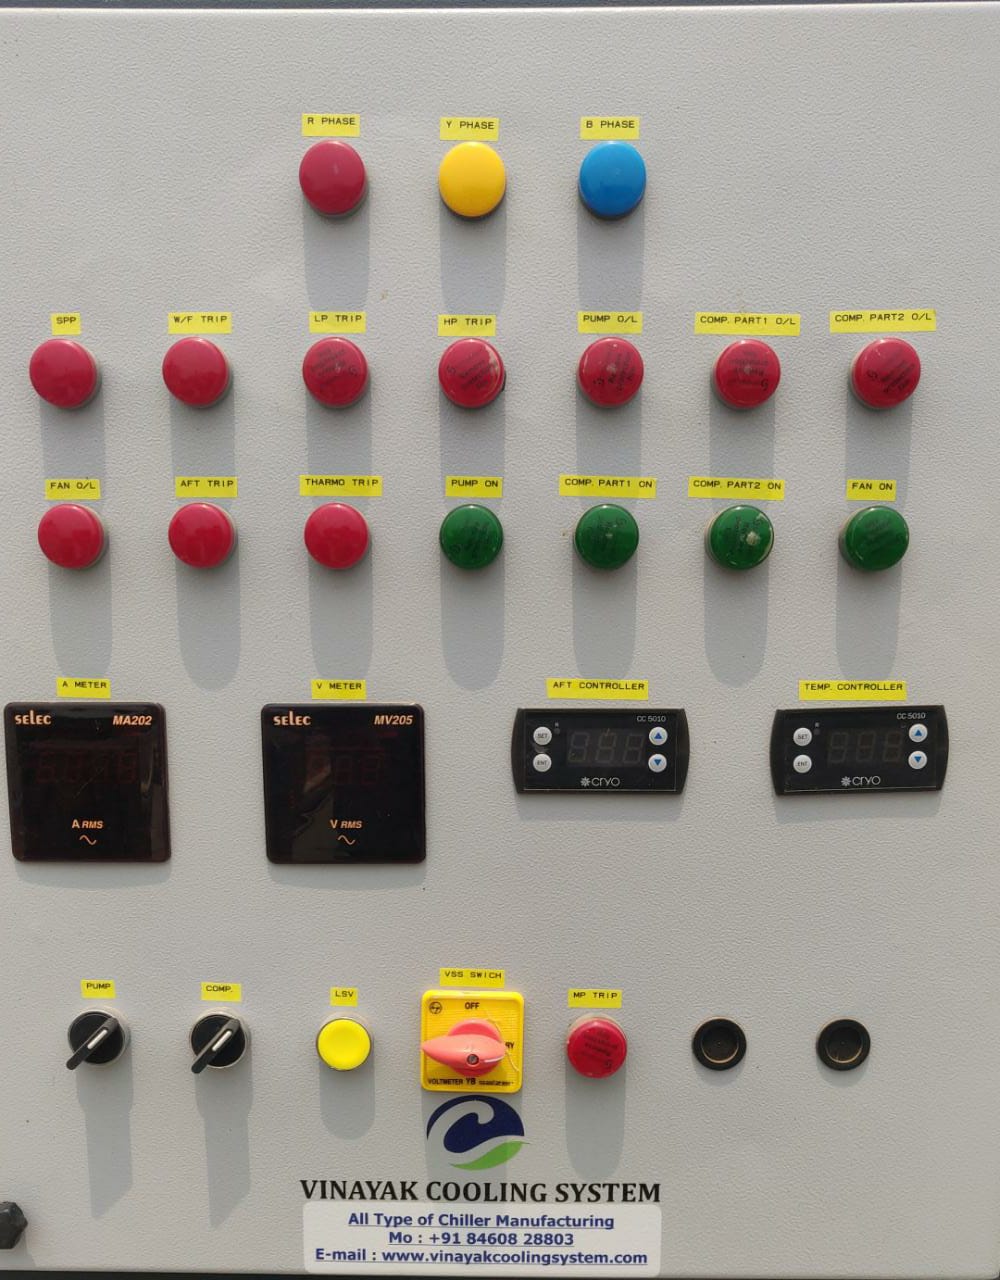 R PHASE
Y PHASE
B PHASE
SPP
W/F TRIP
LP TRIP
HP TRIP
PUMP O/L
COMP. PART1 O/L
COMP. PART2 O/L
FAN O/L
AFT TRIP
THARMO TRIP
PUMP ON
COMP. PART1 ON
COMP. PART2 ON
FAN ON
A METER
V METER
AFT CONTROLLER
TEMP. CONTROLLER
selec MA202
A RMS
selec MV205
V RMS
CC 5010
SET
ENT
CRYO
CC 5010
SET
ENT
CRYO
PUMP
COMP.
LSV
VSS SWICH
MP TRIP
OFF
RY
VOLTMETER YB
VINAYAK COOLING SYSTEM
All Type of Chiller Manufacturing
Mo : +91 84608 28803
E-mail : www.vinayakcoolingsystem.com